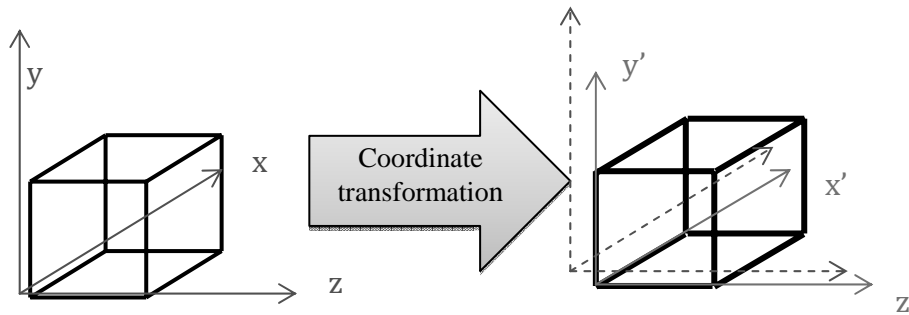 y
x
z
Coordinate
transformation
y'
x'
z